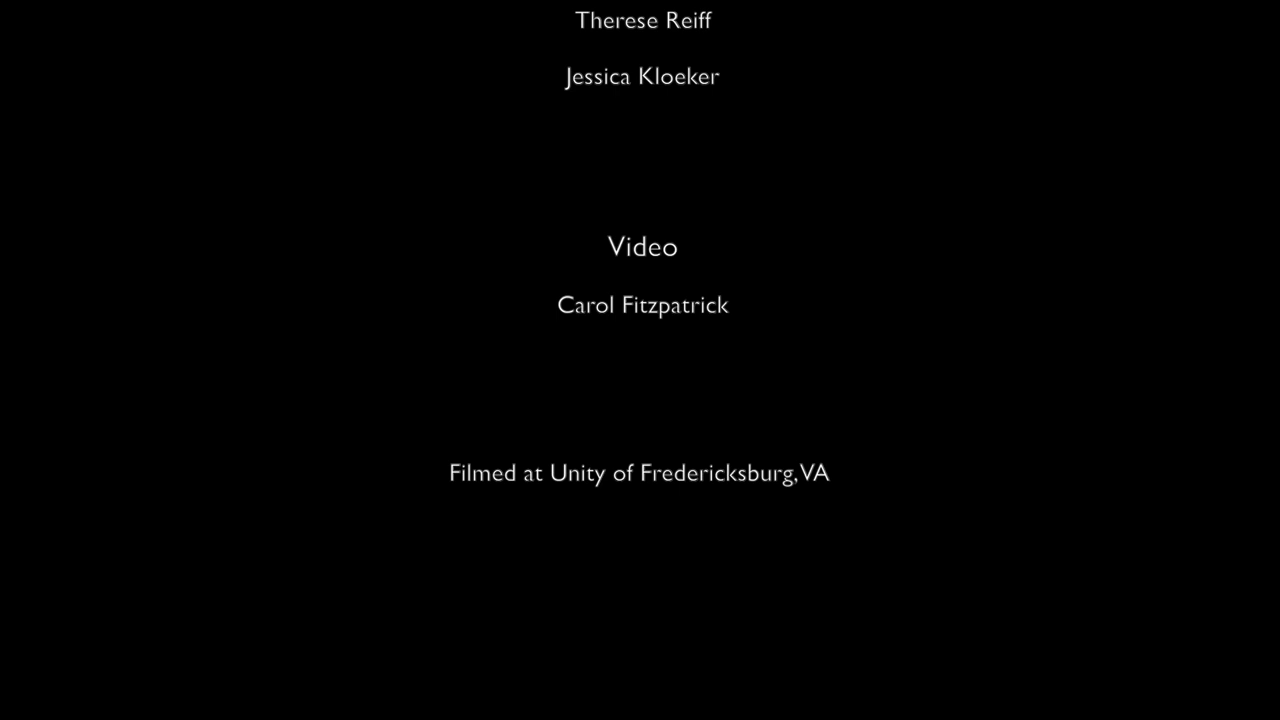 Therese Reiff
Jessica Kloeker
Video
Carol Fitzpatrick
Filmed at Unity of Fredericksburg, VA